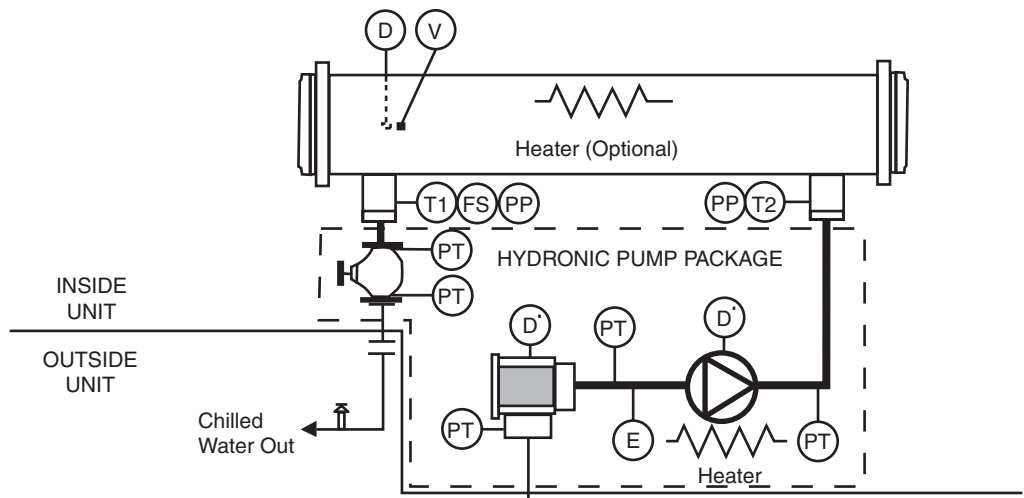 D V
Heater (Optional)
T1 FS PP
PP T2
PT
HYDRONIC PUMP PACKAGE
PT
INSIDE
UNIT
D• PT D•
OUTSIDE
UNIT
Chilled
Water Out
PT E PT
Heater